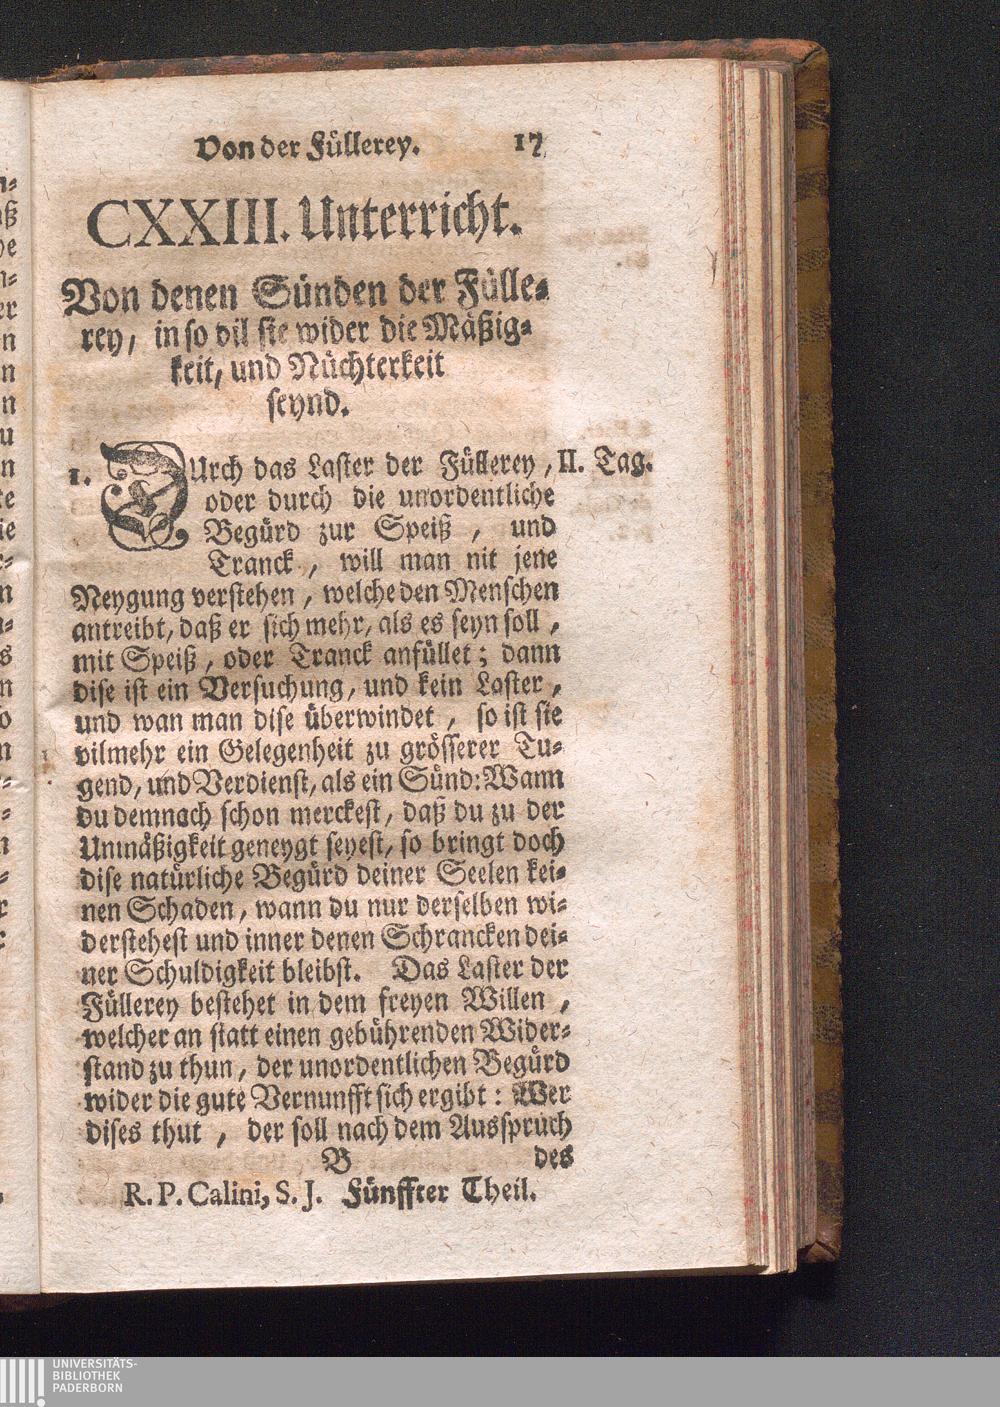 Von der Füllerey. 17
CXXIII. Unterricht.
Von denen Sünden der Fülle-
rey, in so vil sie wider die Mäßig-
keit, und Nüchterkeit
seynd.
1. DUrch das Laster der Füllerey, II. Tag.
oder durch die unordentliche
Begürd zur Speiß, und
Tranck, will man nit jene
Neygung verstehen, welche den Menschen
antreibt, daß er sich mehr, als es seyn soll,
mit Speiß, oder Tranck anfüllet; dann
dise ist ein Versuchung, und kein Laster,
und wan man dise überwindet, so ist sie
vilmehr ein Gelegenheit zu grösserer Tu-
gend, und Verdienst, als ein Sünd: Wann
du demnach schon merckest, daß du zu der
Unmäßigkeit geneygt seyest, so bringt doch
dise natürliche Begürd deiner Seelen kei-
nen Schaden, wann du nur derselben wi-
derstehest und inner denen Schrancken dei-
ner Schuldigkeit bleibst. Das Laster der
Füllerey bestehet in dem freyen Willen,
welcher an statt einen gebührenden Wider-
stand zu thun, der unordentlichen Begürd
wider die gute Vernunfft sich ergibt: Wer
dises thut, der soll nach dem Ausspruch
B des
R. P. Calini, S. J. Fünffter Theil.
UNIVERSITÄTS-
BIBLIOTHEK
PADERBORN